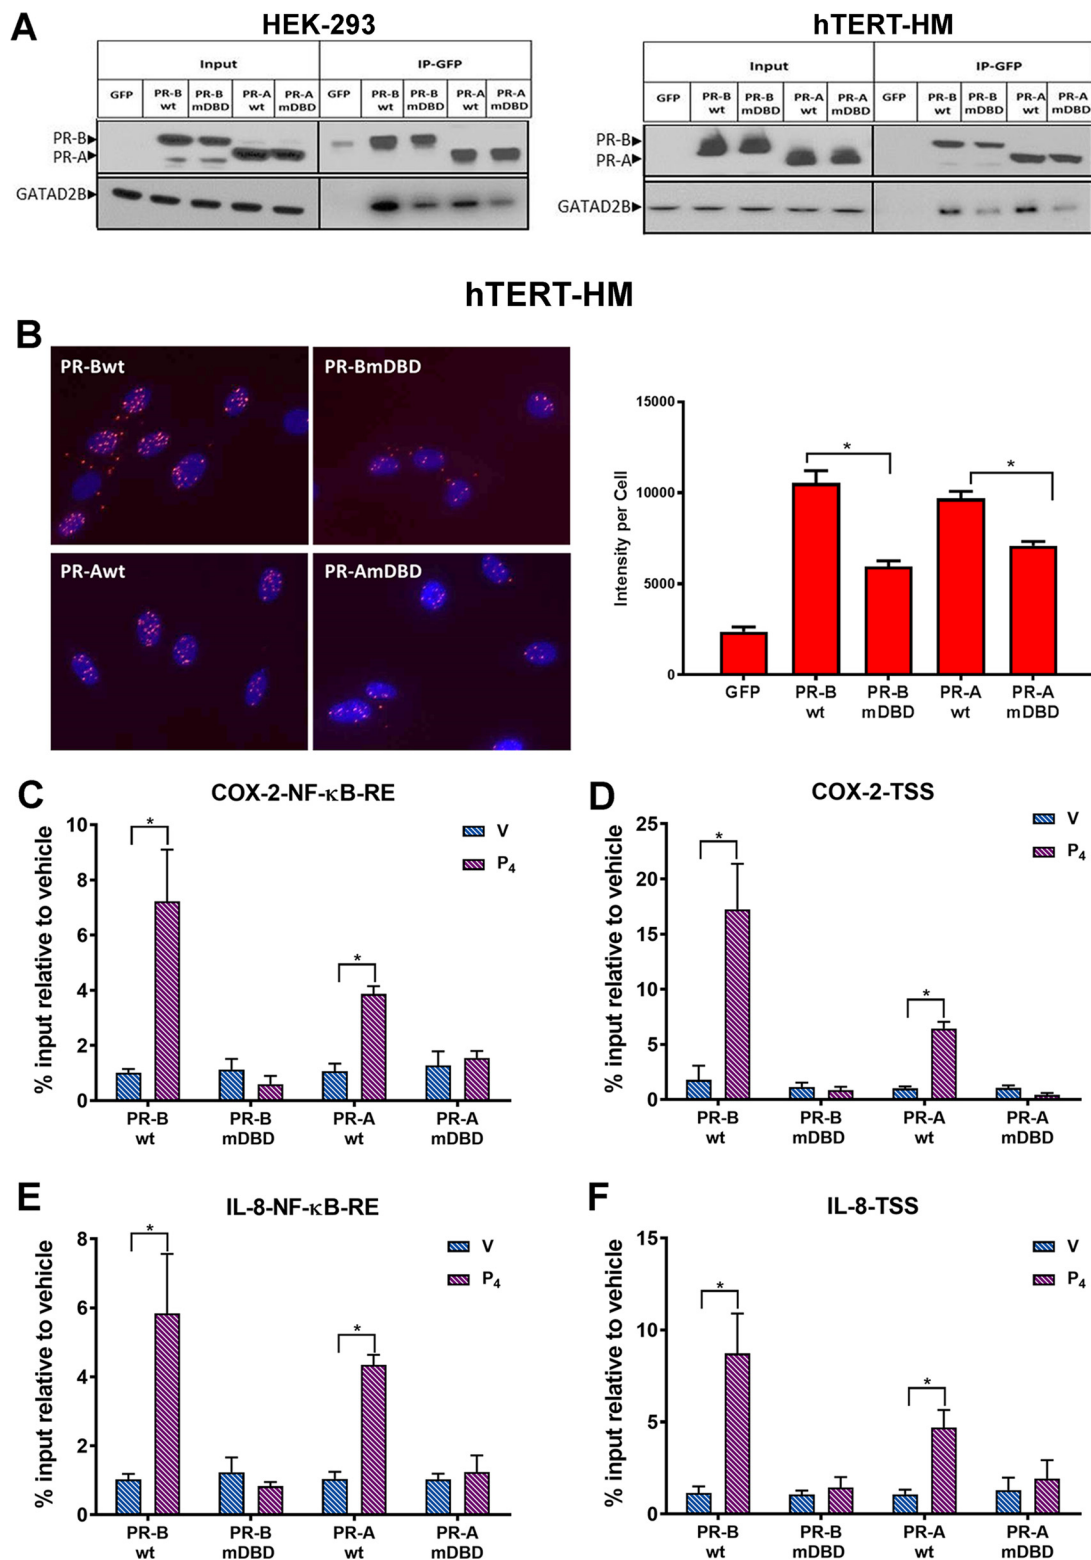 A
HEK-293
hTERT-HM
Input
IP-GFP
GFP
PR-B wt
PR-B mDBD
PR-A wt
PR-A mDBD
GFP
PR-B wt
PR-B mDBD
PR-A wt
PR-A mDBD
PR-B
PR-A
GATAD2B
Input
IP-GFP
GFP
PR-B wt
PR-B mDBD
PR-A wt
PR-A mDBD
GFP
PR-B wt
PR-B mDBD
PR-A wt
PR-A mDBD
PR-B
PR-A
GATAD2B
hTERT-HM
B
PR-Bwt
PR-BmDBD
PR-Awt
PR-AmDBD
Intensity per Cell
15000
10000
5000
0
*
*
GFP
PR-B
wt
PR-B
mDBD
PR-A
wt
PR-A
mDBD
C
COX-2-NF-κB-RE
% input relative to vehicle
10
8
6
4
2
0
*
*
V
P₄
PR-B
wt
PR-B
mDBD
PR-A
wt
PR-A
mDBD
D
COX-2-TSS
% input relative to vehicle
25
20
15
10
5
0
*
*
V
P₄
PR-B
wt
PR-B
mDBD
PR-A
wt
PR-A
mDBD
E
IL-8-NF-κB-RE
% input relative to vehicle
8
6
4
2
0
*
*
V
P₄
PR-B
wt
PR-B
mDBD
PR-A
wt
PR-A
mDBD
F
IL-8-TSS
% input relative to vehicle
15
10
5
0
*
*
V
P₄
PR-B
wt
PR-B
mDBD
PR-A
wt
PR-A
mDBD